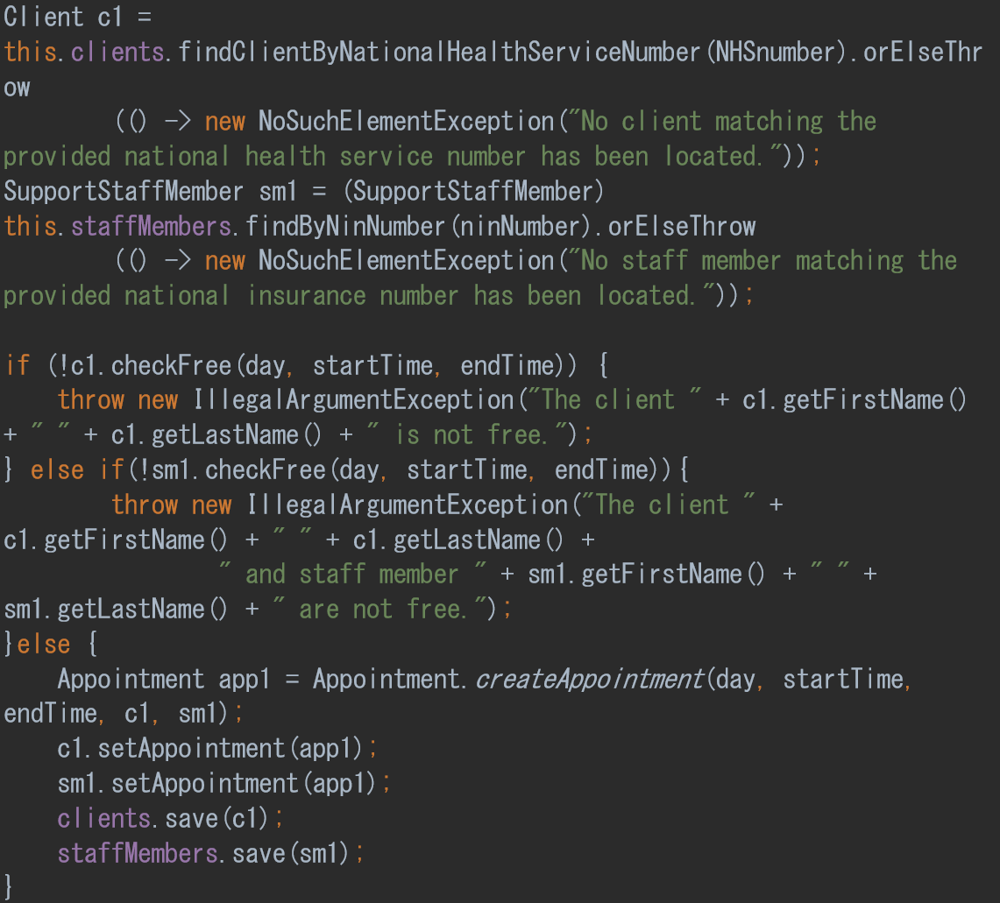 Client c1 =
this.clients.findClientByNationalHealthServiceNumber(NHSnumber).orElseThr
ow
        (() -> new NoSuchElementException("No client matching the
provided national health service number has been located."));
SupportStaffMember sm1 = (SupportStaffMember)
this.staffMembers.findByNinNumber(ninNumber).orElseThrow
        (() -> new NoSuchElementException("No staff member matching the
provided national insurance number has been located."));

if (!c1.checkFree(day, startTime, endTime)) {
    throw new IllegalArgumentException("The client " + c1.getFirstName()
+ " " + c1.getLastName() + " is not free.");
} else if(!sm1.checkFree(day, startTime, endTime)){
        throw new IllegalArgumentException("The client " +
c1.getFirstName() + " " + c1.getLastName() +
                " and staff member " + sm1.getFirstName() + " " +
sm1.getLastName() + " are not free.");
}else {
    Appointment app1 = Appointment.createAppointment(day, startTime,
endTime, c1, sm1);
    c1.setAppointment(app1);
    sm1.setAppointment(app1);
    clients.save(c1);
    staffMembers.save(sm1);
}